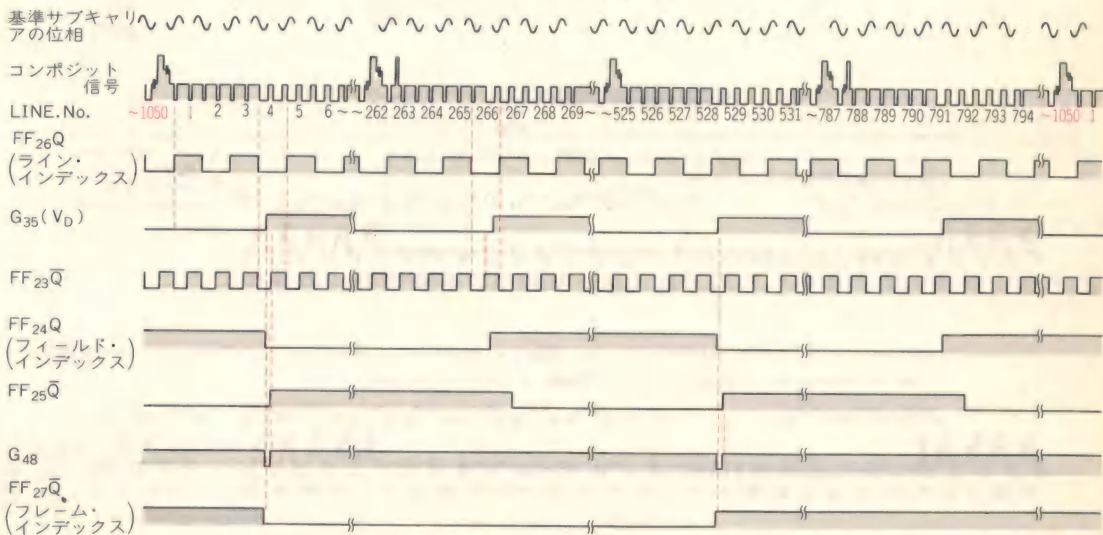 基準サブキャリ
アの位相
コンポジット
信号
LINE.No. ~1050 1 2 3 4 5 6 ~ ~262 263 264 265 266 267 268 269~ ~525 526 527 528 529 530 531 ~787 788 789 790 791 792 793 794 ~1050 1
FF26Q
(ライン・
インデックス)
G35(VD)
FF23Q̅
FF24Q
(フィールド・
インデックス)
FF25Q̅
G48
FF27Q̅
(フレーム・
インデックス)